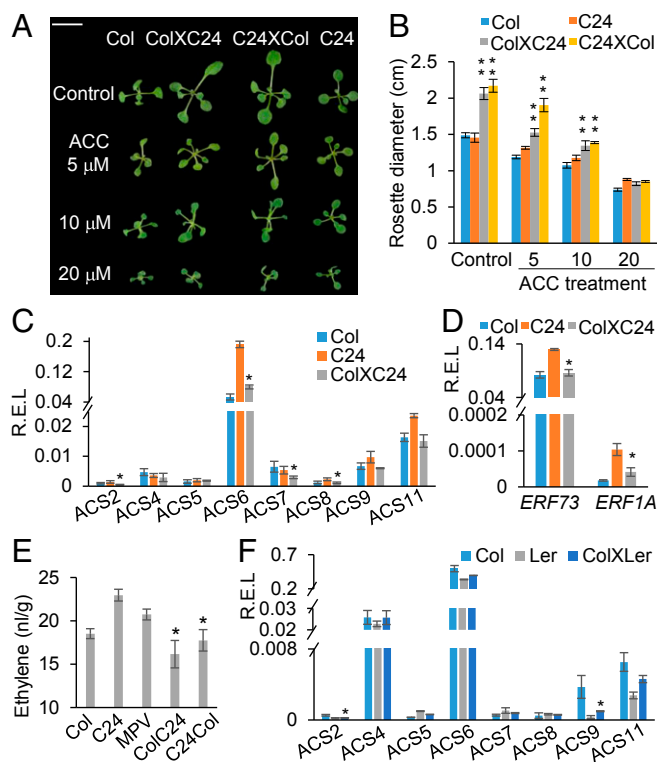 A
Col ColXC24 C24XCol C24
Control
ACC
5 μM
10 μM
20 μM
B
Col C24
ColXC24 C24XCol
Rosette diameter (cm)
2.5
2
1.5
1
0.5
0
** ** ** ** ** **
Control 5 10 20
ACC treatment
C
Col
C24
ColXC24
R.E.L
0.2
0.12
0.04
0.02
0.01
0
* * * *
ACS2 ACS4 ACS5 ACS6 ACS7 ACS8 ACS9 ACS11
D
Col C24 ColXC24
R.E.L
0.14
0.04
0.0002
0.0001
0
* *
ERF73 ERF1A
E
Ethylene (nl/g)
25
20
15
10
* *
Col C24 MPV ColC24 C24Col
F
Col Ler ColXLer
R.E.L
0.7
0.2
0.03
0.02
0.008
0
* *
ACS2 ACS4 ACS5 ACS6 ACS7 ACS8 ACS9 ACS11